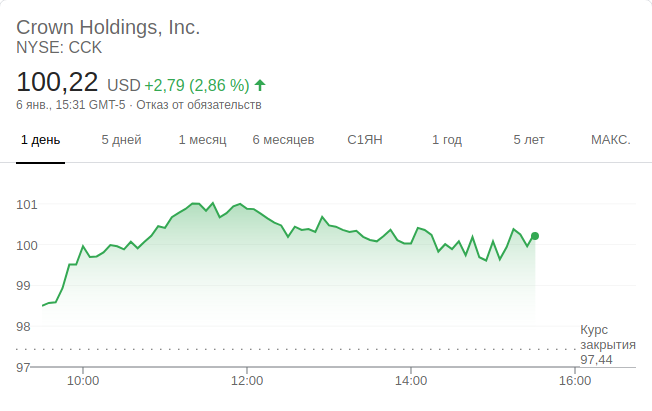 Crown Holdings, Inc.
NYSE: CCK
100,22 USD +2,79 (2,86 %)
6 янв., 15:31 GMT-5 · Отказ от обязательств
1 день 5 дней 1 месяц 6 месяцев С1ЯН 1 год 5 лет МАКС.
101
100
99
98
Курс
закрытия
97,44
97
10:00 12:00 14:00 16:00